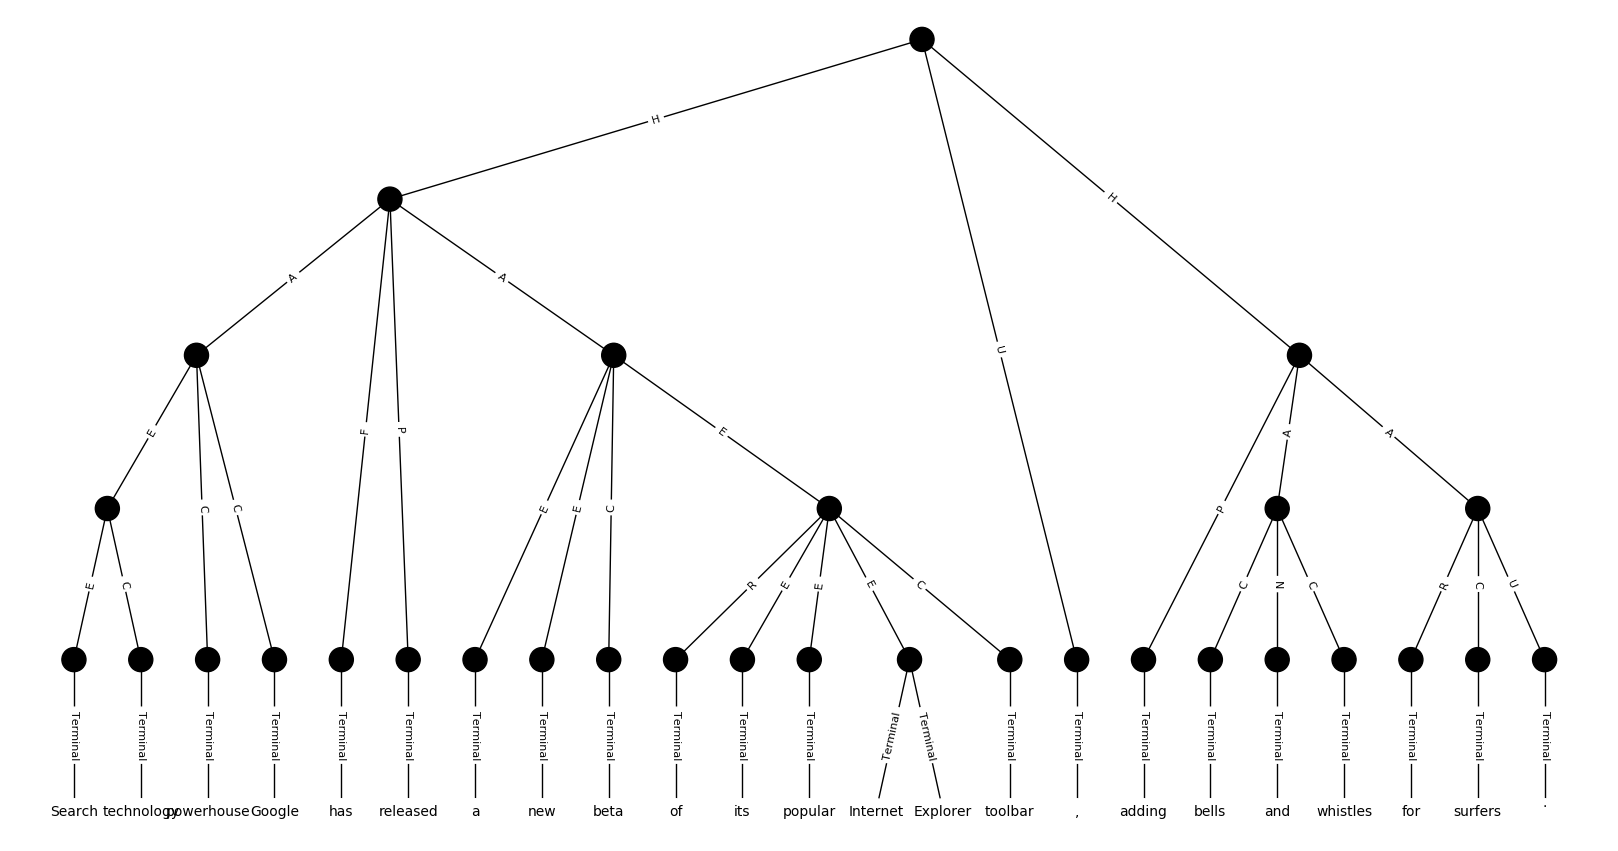 H
U
H
A
F
P
A
P
A
A
E
C
C
E
E
C
E
C
N
C
R
C
U
E
C
R
E
E
E
C
Terminal Terminal Terminal Terminal Terminal Terminal Terminal Terminal Terminal Terminal Terminal Terminal Terminal Terminal Terminal Terminal Terminal Terminal Terminal Terminal Terminal Terminal Terminal
Search technology powerhouse Google has released a new beta of its popular Internet Explorer toolbar , adding bells and whistles for surfers .